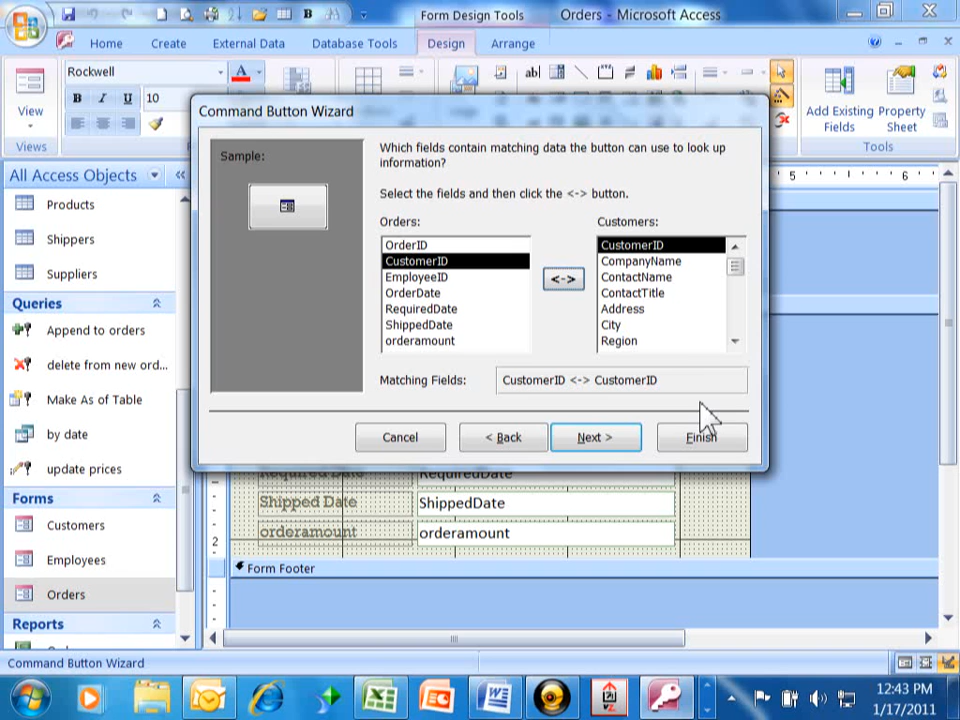 Form Design Tools
Orders - Microsoft Access
Home
Create
External Data
Database Tools
Design
Arrange
View
Views
Rockwell
B I U 10
Add Existing Fields
Property Sheet
Tools
Command Button Wizard
Sample:
Which fields contain matching data the button can use to look up
information?
Select the fields and then click the <-> button.
Orders:
OrderID
CustomerID
EmployeeID
OrderDate
RequiredDate
ShippedDate
orderamount
<->
Customers:
CustomerID
CompanyName
ContactName
ContactTitle
Address
City
Region
Matching Fields:
CustomerID <-> CustomerID
Cancel
< Back
Next >
Finish
All Access Objects
Products
Shippers
Suppliers
Queries
Append to orders
delete from new ord...
Make As of Table
by date
update prices
Forms
Customers
Employees
Orders
Reports
5 6
Required Date
RequiredDate
Shipped Date
ShippedDate
orderamount
orderamount
2
Form Footer
Command Button Wizard
12:43 PM
1/17/2011